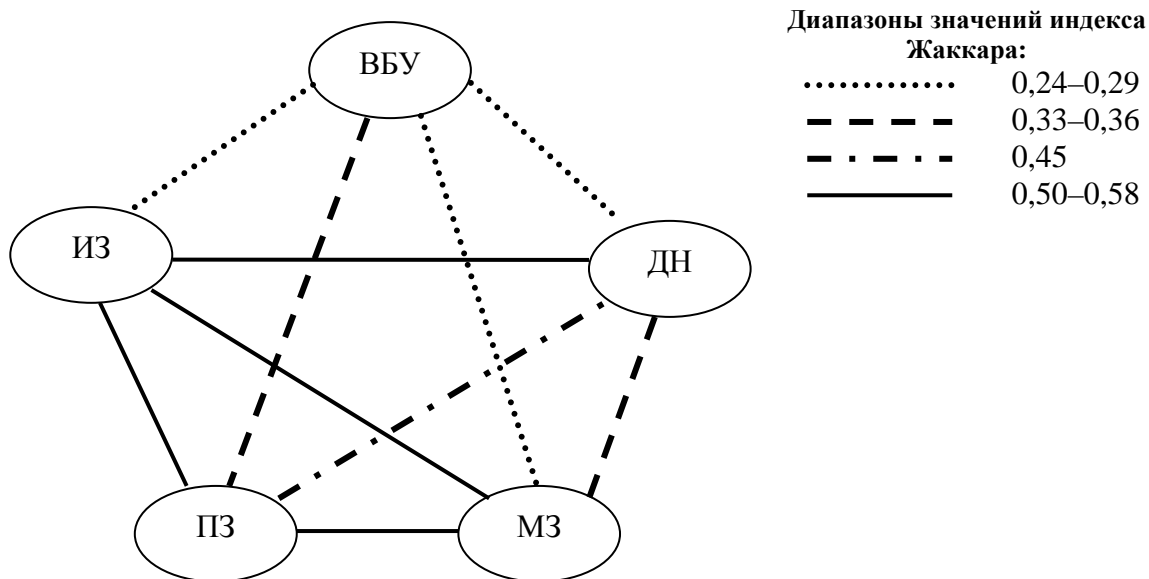 Диапазоны значений индекса
Жаккара:
0,24–0,29
0,33–0,36
0,45
0,50–0,58
ВБУ
ИЗ
ДН
ПЗ
МЗ